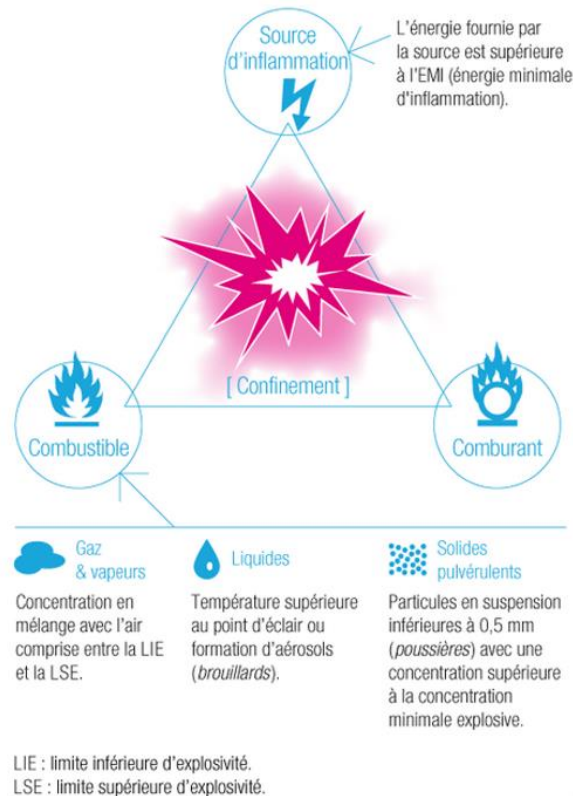 Source
d'inflammation
L'énergie fournie par
la source est supérieure
à l'EMI (énergie minimale
d'inflammation).
[ Confinement ]
Combustible
Comburant
Gaz
& vapeurs
Concentration en
mélange avec l'air
comprise entre la LIE
et la LSE.
Liquides
Température supérieure
au point d'éclair ou
formation d'aérosols
(brouillards).
Solides
pulvérulents
Particules en suspension
inférieures à 0,5 mm
(poussières) avec une
concentration supérieure
à la concentration
minimale explosive.
LIE : limite inférieure d'explosivité.
LSE : limite supérieure d'explosivité.